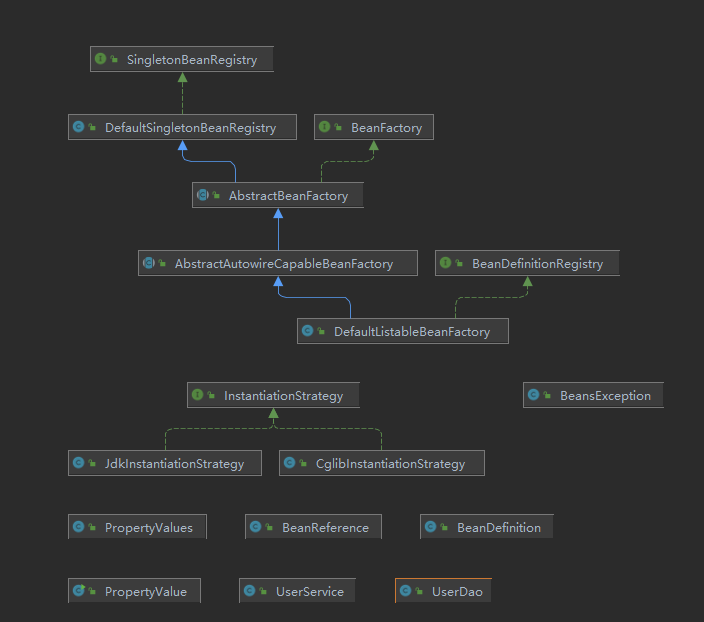 SingletonBeanRegistry
DefaultSingletonBeanRegistry BeanFactory
AbstractBeanFactory
AbstractAutowireCapableBeanFactory BeanDefinitionRegistry
DefaultListableBeanFactory
InstantiationStrategy BeansException
JdkInstantiationStrategy CglibInstantiationStrategy
PropertyValues BeanReference BeanDefinition
PropertyValue UserService UserDao